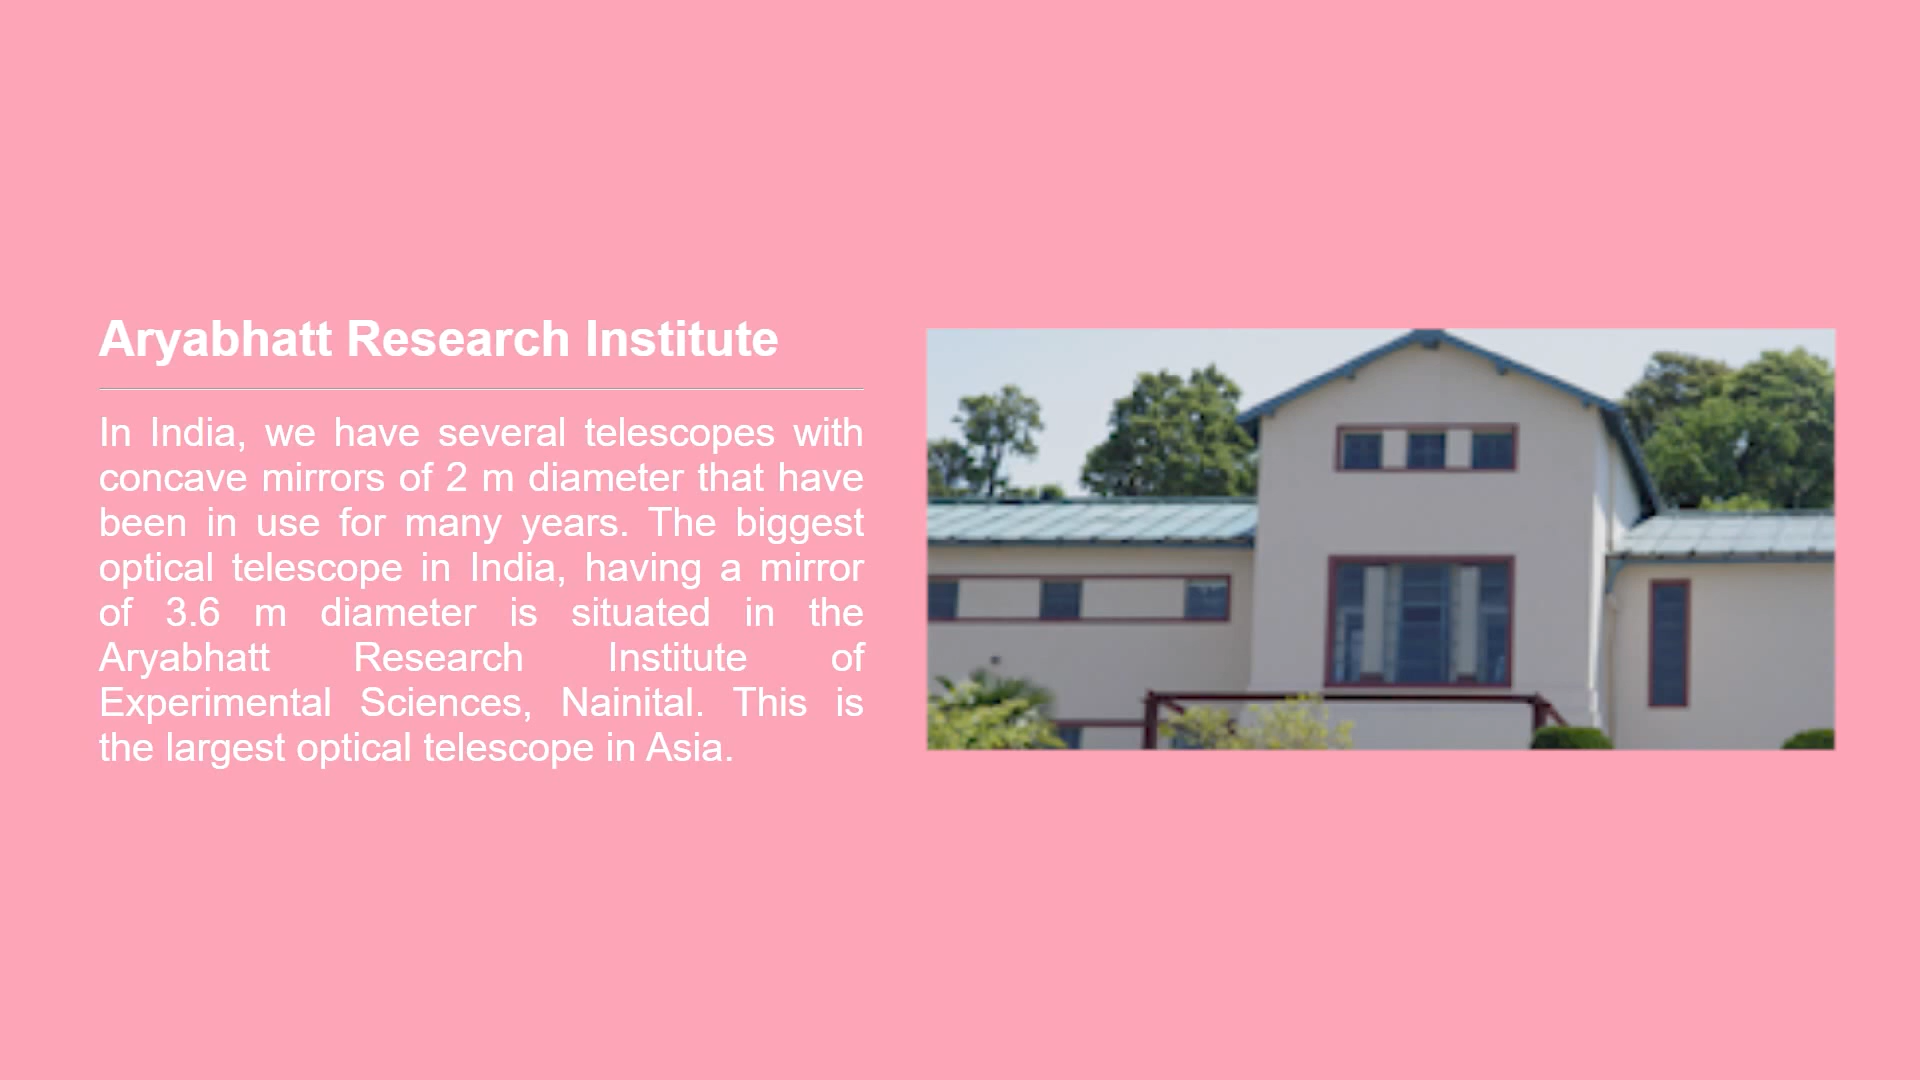 Aryabhatt Research Institute
In India, we have several telescopes with
concave mirrors of 2 m diameter that have
been in use for many years. The biggest
optical telescope in India, having a mirror
of 3.6 m diameter is situated in the
Aryabhatt Research Institute of
Experimental Sciences, Nainital. This is
the largest optical telescope in Asia.